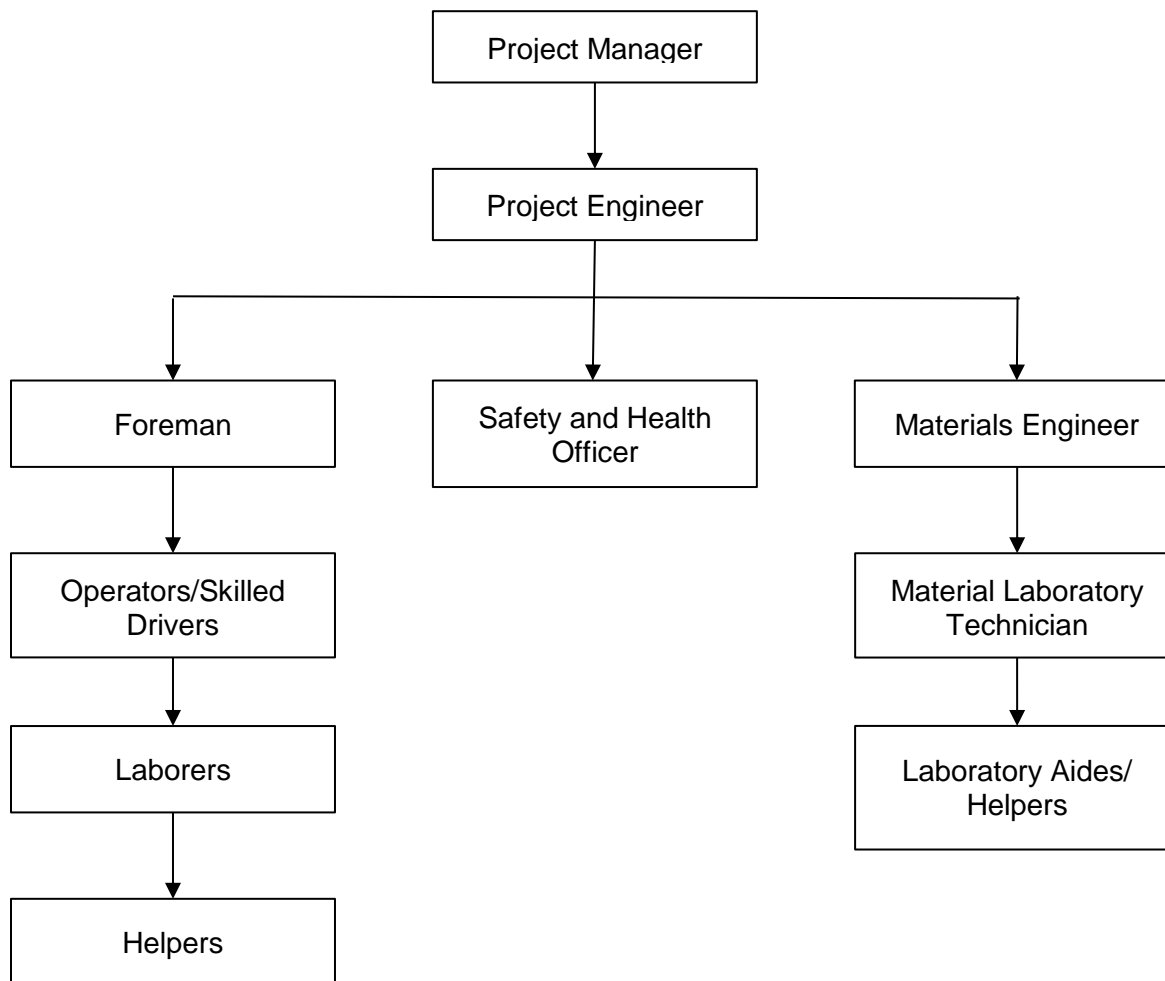 Project Manager
Project Engineer
Foreman
Safety and Health
Officer
Materials Engineer
Operators/Skilled
Drivers
Material Laboratory
Technician
Laborers
Laboratory Aides/
Helpers
Helpers